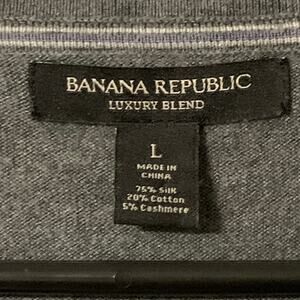 BANANA REPUBLIC
LUXURY BLEND
L
MADE IN
CHINA
75% Silk
20% Cotton
5% Cashmere